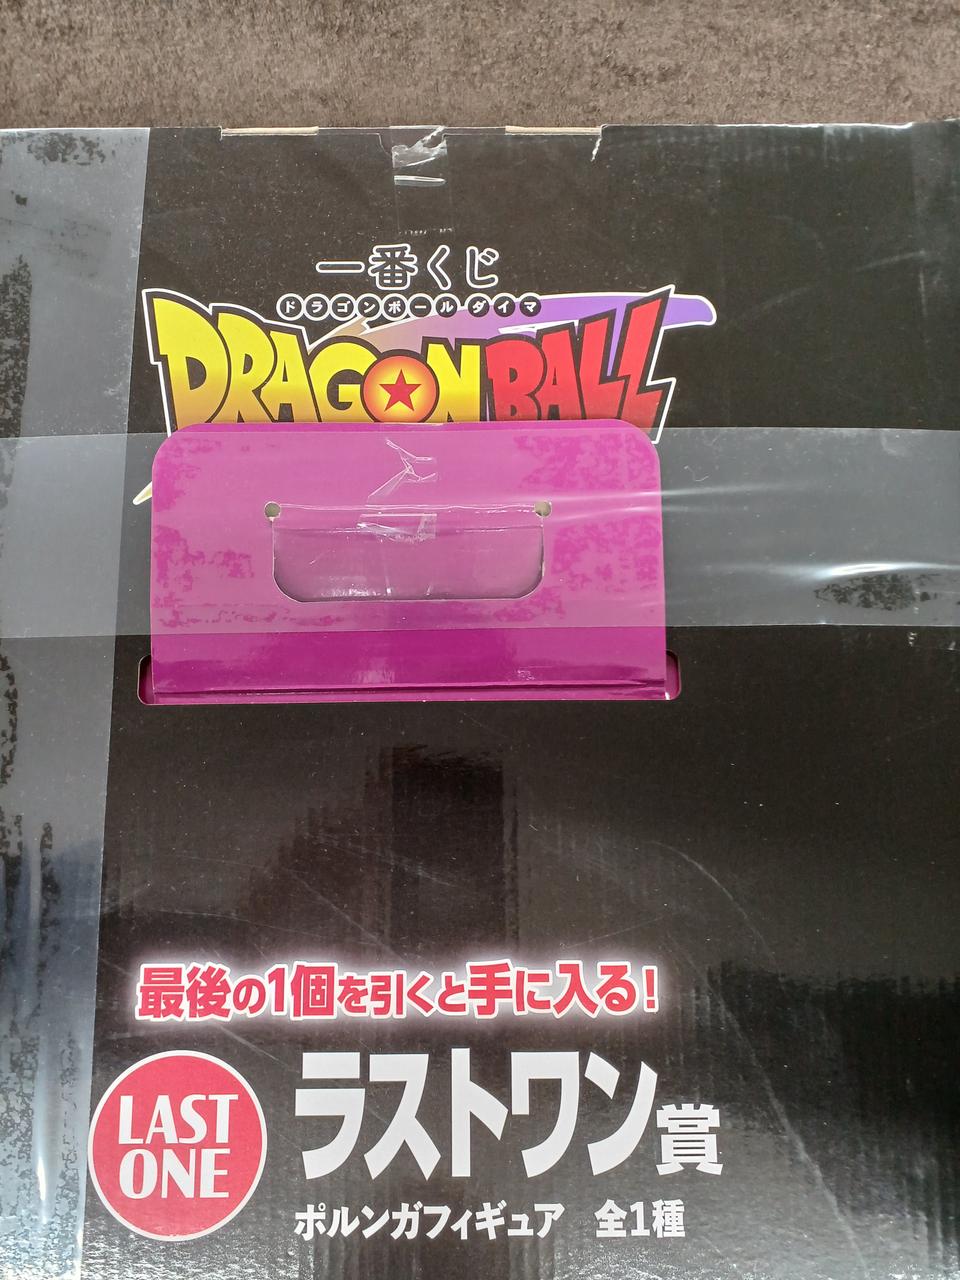 一番くじ
ドラゴンボール ダイマ
DRAGON BALL
最後の1個を引くと手に入る!
LAST
ONE
ラストワン賞
ポルンガフィギュア 全1種